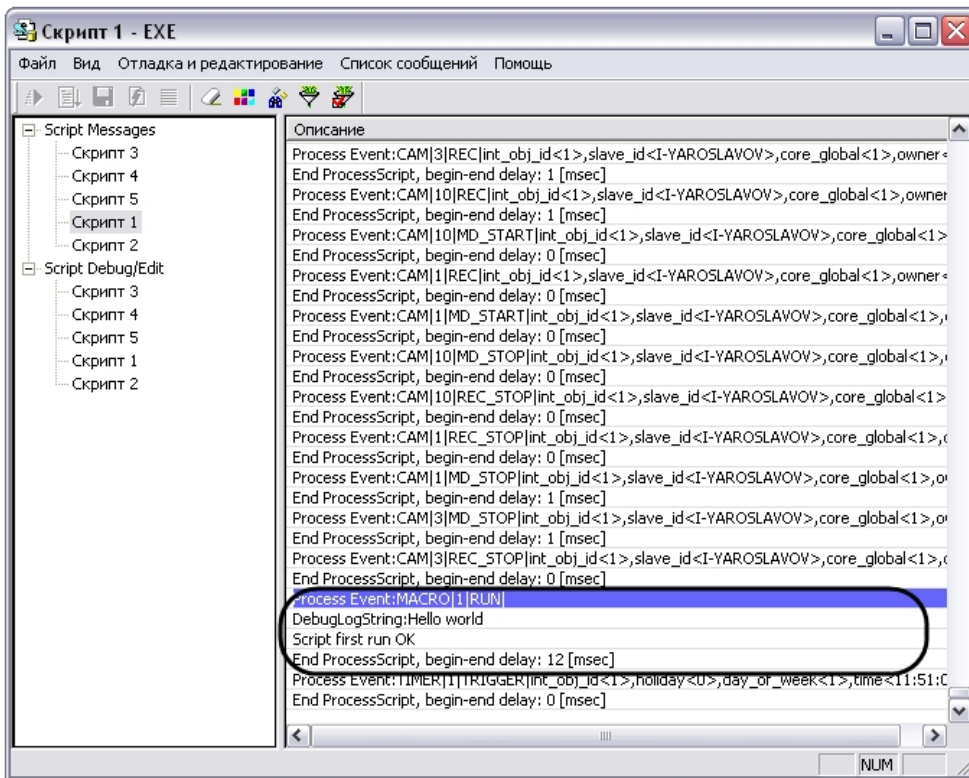 Скрипт 1 - EXE
Файл Вид Отладка и редактирование Список сообщений Помощь
Script Messages
Скрипт 3
Скрипт 4
Скрипт 5
Скрипт 1
Скрипт 2
Script Debug/Edit
Скрипт 3
Скрипт 4
Скрипт 5
Скрипт 1
Скрипт 2
Описание
Process Event:CAM|3|REC|int_obj_id<1>,slave_id<I-YAROSLAVOV>,core_global<1>,owner<
End ProcessScript, begin-end delay: 1 [msec]
Process Event:CAM|10|REC|int_obj_id<1>,slave_id<I-YAROSLAVOV>,core_global<1>,owner
End ProcessScript, begin-end delay: 1 [msec]
Process Event:CAM|10|MD_START|int_obj_id<1>,slave_id<I-YAROSLAVOV>,core_global<1>
End ProcessScript, begin-end delay: 0 [msec]
Process Event:CAM|1|REC|int_obj_id<1>,slave_id<I-YAROSLAVOV>,core_global<1>,owner<
End ProcessScript, begin-end delay: 0 [msec]
Process Event:CAM|1|MD_START|int_obj_id<1>,slave_id<I-YAROSLAVOV>,core_global<1>,
End ProcessScript, begin-end delay: 0 [msec]
Process Event:CAM|10|MD_STOP|int_obj_id<1>,slave_id<I-YAROSLAVOV>,core_global<1>,
End ProcessScript, begin-end delay: 0 [msec]
Process Event:CAM|10|REC_STOP|int_obj_id<1>,slave_id<I-YAROSLAVOV>,core_global<1>
End ProcessScript, begin-end delay: 0 [msec]
Process Event:CAM|1|REC_STOP|int_obj_id<1>,slave_id<I-YAROSLAVOV>,core_global<1>,
End ProcessScript, begin-end delay: 0 [msec]
Process Event:CAM|1|MD_STOP|int_obj_id<1>,slave_id<I-YAROSLAVOV>,core_global<1>,
End ProcessScript, begin-end delay: 1 [msec]
Process Event:CAM|3|MD_STOP|int_obj_id<1>,slave_id<I-YAROSLAVOV>,core_global<1>,
End ProcessScript, begin-end delay: 1 [msec]
Process Event:CAM|3|REC_STOP|int_obj_id<1>,slave_id<I-YAROSLAVOV>,core_global<1>,
End ProcessScript, begin-end delay: 0 [msec]
Process Event:MACRO|1|RUN|
DebugLogString:Hello world
Script first run OK
End ProcessScript, begin-end delay: 12 [msec]
Process Event:TIMER|1|TRIGGER|int_obj_id<1>,holiday<0>,day_of_week<1>,time<11:51:0
End ProcessScript, begin-end delay: 0 [msec]
NUM